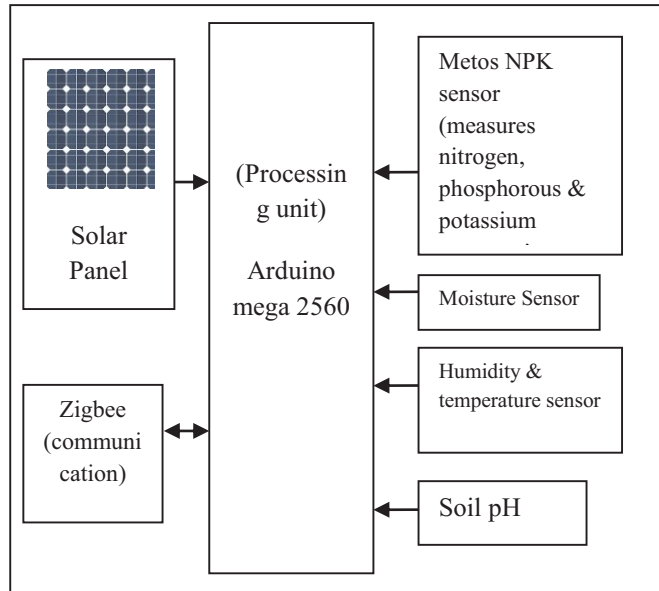 Solar
Panel
Zigbee
(communi
cation)
(Processin
g unit)
Arduino
mega 2560
Metos NPK
sensor
(measures
nitrogen,
phosphorous &
potassium
Moisture Sensor
Humidity &
temperature sensor
Soil pH